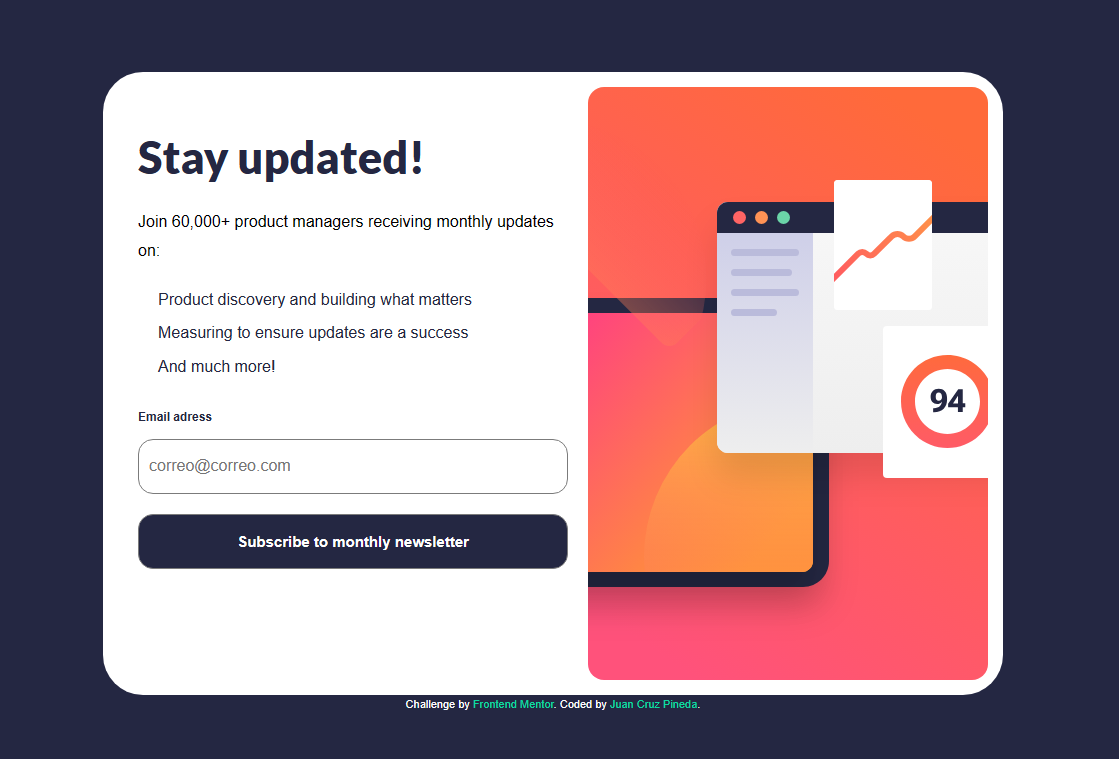 Stay updated!
Join 60,000+ product managers receiving monthly updates
on:
Product discovery and building what matters
Measuring to ensure updates are a success
And much more!
Email adress
correo@correo.com
Subscribe to monthly newsletter
94
Challenge by Frontend Mentor. Coded by Juan Cruz Pineda.